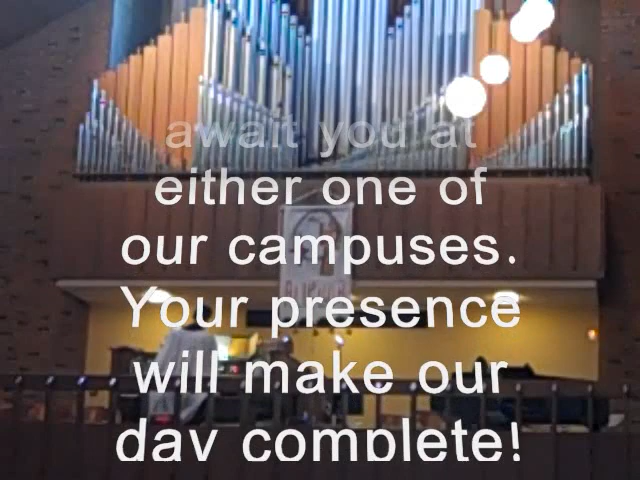 await you at
either one of
our campuses.
Your presence
will make our
day complete!